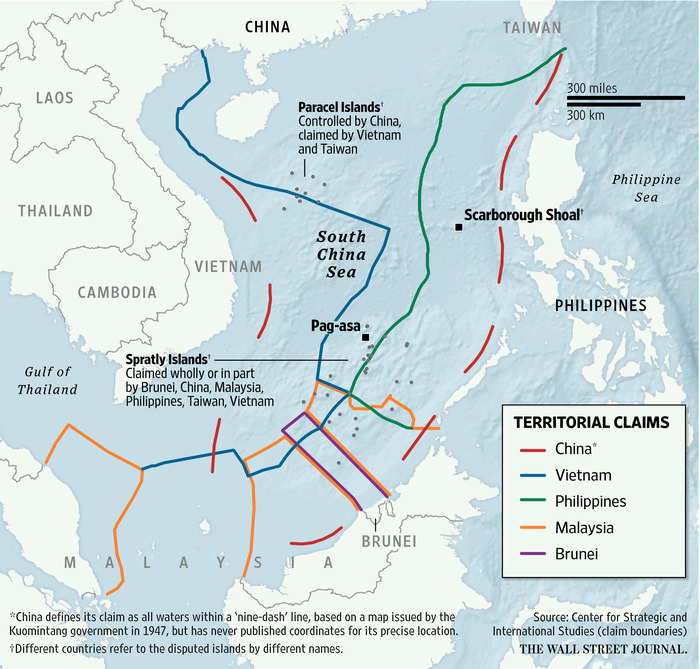 CHINA
TAIWAN
LAOS
300 miles
300 km
Paracel Islands†
Controlled by China,
claimed by Vietnam
and Taiwan
Philippine
Sea
THAILAND
Scarborough Shoal†
South
China
Sea
VIETNAM
CAMBODIA
PHILIPPINES
Pag-asa
Spratly Islands†
Claimed wholly or in part
by Brunei, China, Malaysia,
Philippines, Taiwan, Vietnam
Gulf of
Thailand
TERRITORIAL CLAIMS
China*
Vietnam
Philippines
Malaysia
Brunei
BRUNEI
MALAYSIA
*China defines its claim as all waters within a 'nine-dash' line, based on a map issued by the
Kuomintang government in 1947, but has never published coordinates for its precise location.
†Different countries refer to the disputed islands by different names.
Source: Center for Strategic and
International Studies (claim boundaries)
THE WALL STREET JOURNAL.